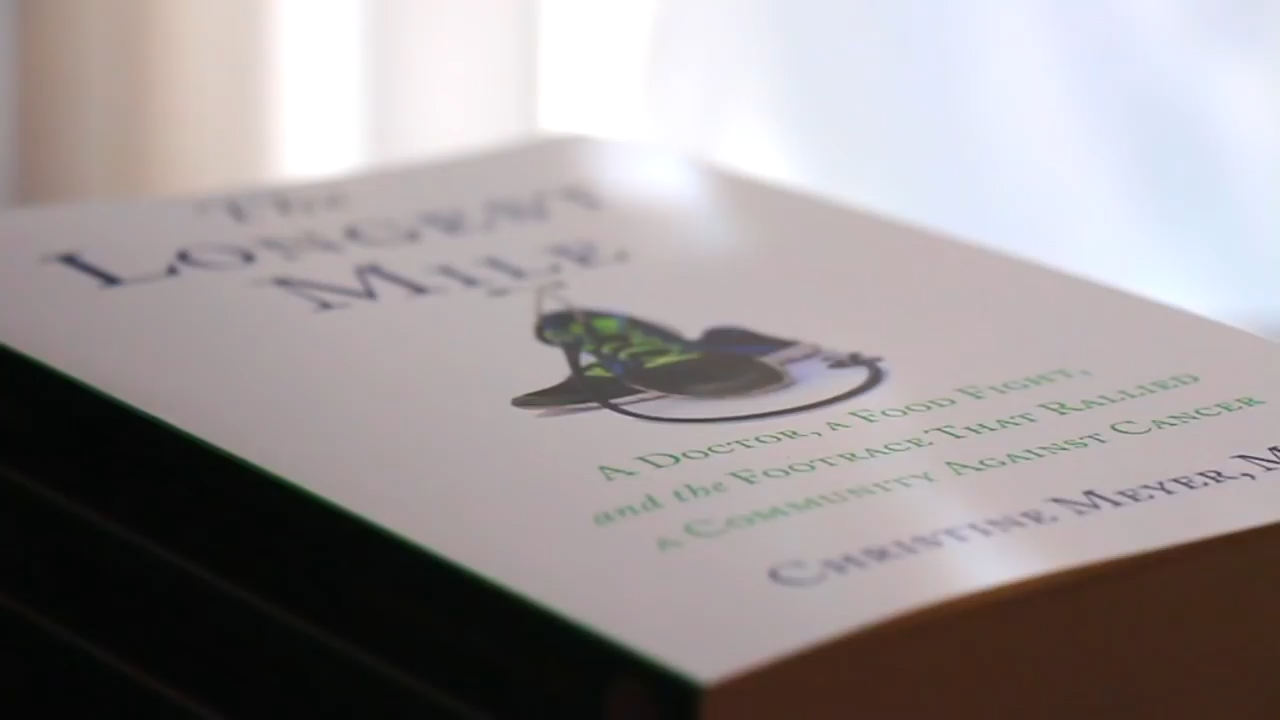 The
LONGEST
MILE
A DOCTOR, A FOOD FIGHT,
and the FOOTRACE THAT RALLIED
A COMMUNITY AGAINST CANCER
CHRISTINE MEYER, M